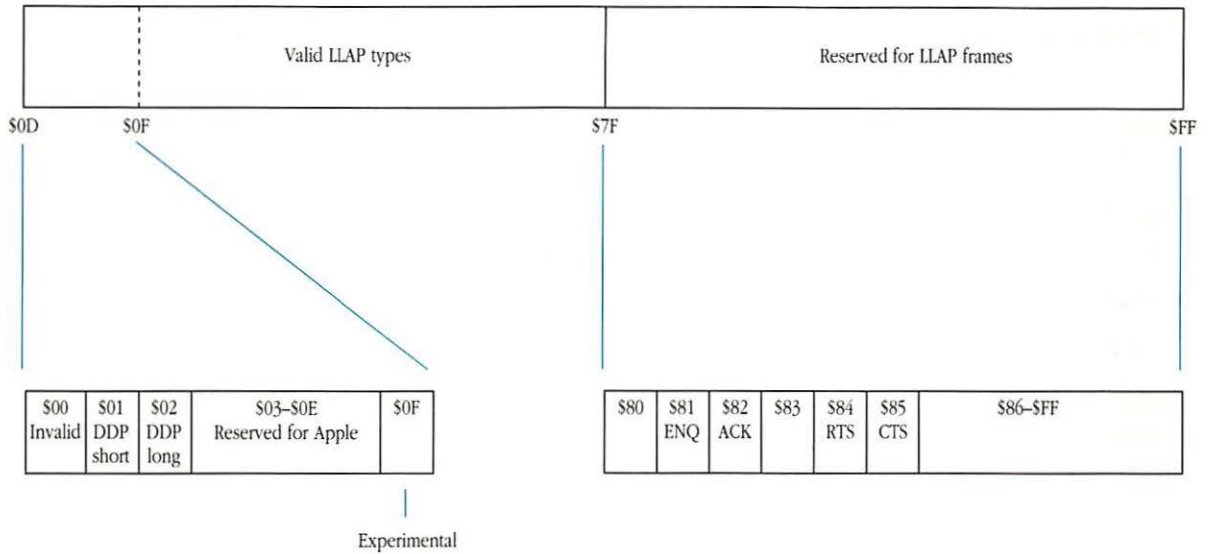 Valid LLAP types
Reserved for LLAP frames
$0D
$0F
$7F
$FF
$00
Invalid
$01
DDP
short
$02
DDP
long
$03–$0E
Reserved for Apple
$0F
$80
$81
ENQ
$82
ACK
$83
$84
RTS
$85
CTS
$86–$FF
Experimental